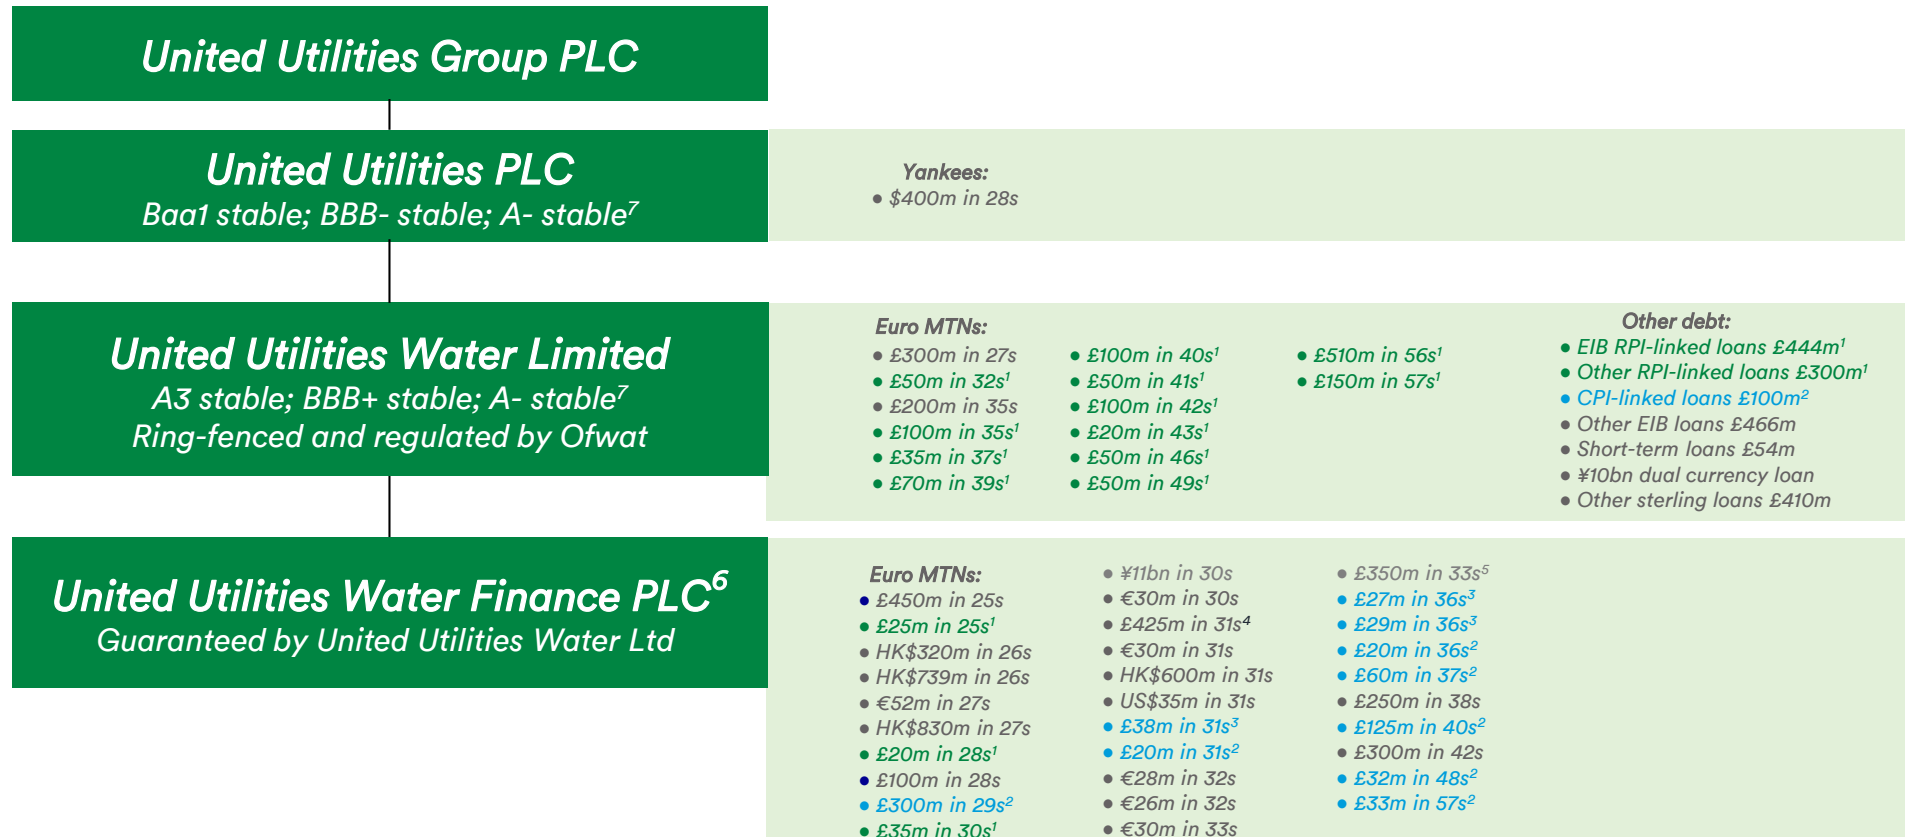 United Utilities Group PLC
United Utilities PLC
Baa1 stable; BBB- stable; A- stable⁷
Yankees:
● $400m in 28s
United Utilities Water Limited
A3 stable; BBB+ stable; A- stable⁷
Ring-fenced and regulated by Ofwat
Euro MTNs:
● £300m in 27s
● £50m in 32s¹
● £200m in 35s
● £100m in 35s¹
● £35m in 37s¹
● £70m in 39s¹
● £100m in 40s¹
● £50m in 41s¹
● £100m in 42s¹
● £20m in 43s¹
● £50m in 46s¹
● £50m in 49s¹
● £510m in 56s¹
● £150m in 57s¹
Other debt:
● EIB RPI-linked loans £444m¹
● Other RPI-linked loans £300m¹
● CPI-linked loans £100m²
● Other EIB loans £466m
● Short-term loans £54m
● ¥10bn dual currency loan
● Other sterling loans £410m
United Utilities Water Finance PLC⁶
Guaranteed by United Utilities Water Ltd
Euro MTNs:
● £450m in 25s
● £25m in 25s¹
● HK$320m in 26s
● HK$739m in 26s
● €52m in 27s
● HK$830m in 27s
● £20m in 28s¹
● £100m in 28s
● £300m in 29s²
● £35m in 30s¹
● ¥11bn in 30s
● €30m in 30s
● £425m in 31s⁴
● €30m in 31s
● HK$600m in 31s
● US$35m in 31s
● £38m in 31s³
● £20m in 31s²
● €28m in 32s
● €26m in 32s
● €30m in 33s
● £350m in 33s⁵
● £27m in 36s³
● £29m in 36s³
● £20m in 36s²
● £60m in 37s²
● £250m in 38s
● £125m in 40s²
● £300m in 42s
● £32m in 48s²
● £33m in 57s²